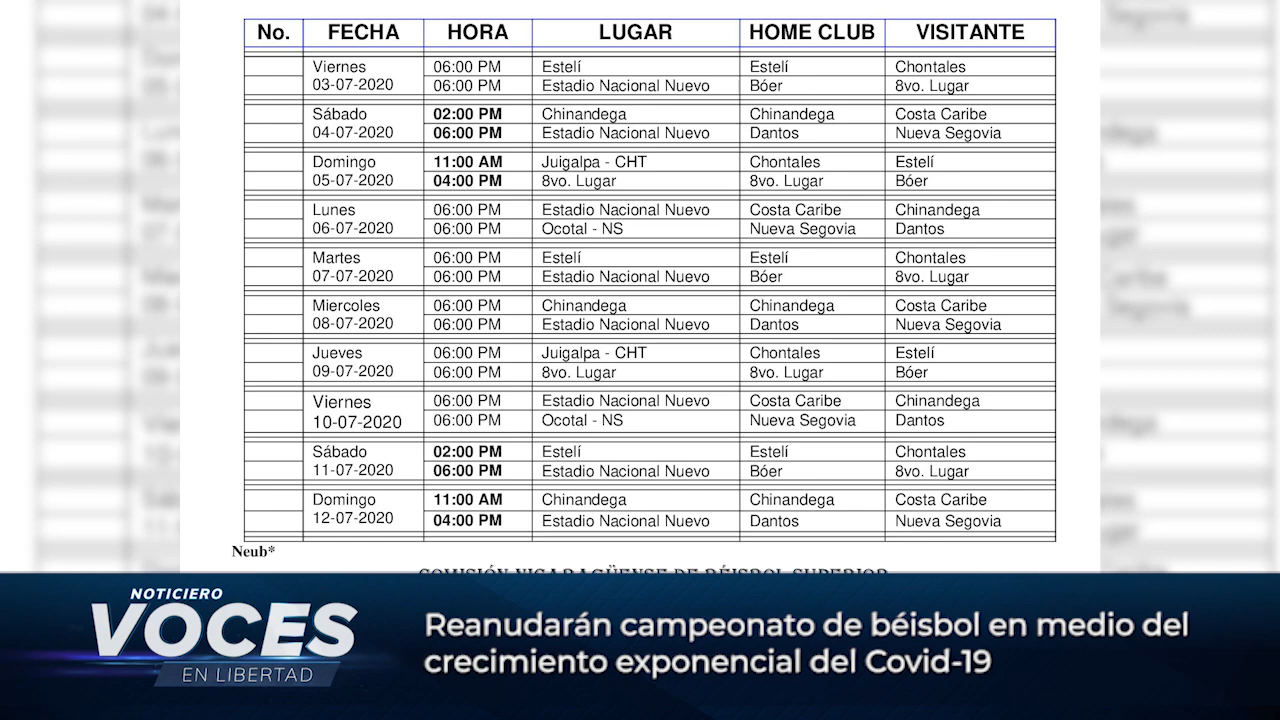 No. FECHA HORA LUGAR HOME CLUB VISITANTE
Viernes 06:00 PM Estelí Estelí Chontales
03-07-2020 06:00 PM Estadio Nacional Nuevo Bóer 8vo. Lugar
Sábado 02:00 PM Chinandega Chinandega Costa Caribe
04-07-2020 06:00 PM Estadio Nacional Nuevo Dantos Nueva Segovia
Domingo 11:00 AM Juigalpa - CHT Chontales Estelí
05-07-2020 04:00 PM 8vo. Lugar 8vo. Lugar Bóer
Lunes 06:00 PM Estadio Nacional Nuevo Costa Caribe Chinandega
06-07-2020 06:00 PM Ocotal - NS Nueva Segovia Dantos
Martes 06:00 PM Estelí Estelí Chontales
07-07-2020 06:00 PM Estadio Nacional Nuevo Bóer 8vo. Lugar
Miercoles 06:00 PM Chinandega Chinandega Costa Caribe
08-07-2020 06:00 PM Estadio Nacional Nuevo Dantos Nueva Segovia
Jueves 06:00 PM Juigalpa - CHT Chontales Estelí
09-07-2020 06:00 PM 8vo. Lugar 8vo. Lugar Bóer
Viernes 06:00 PM Estadio Nacional Nuevo Costa Caribe Chinandega
10-07-2020 06:00 PM Ocotal - NS Nueva Segovia Dantos
Sábado 02:00 PM Estelí Estelí Chontales
11-07-2020 06:00 PM Estadio Nacional Nuevo Bóer 8vo. Lugar
Domingo 11:00 AM Chinandega Chinandega Costa Caribe
12-07-2020 04:00 PM Estadio Nacional Nuevo Dantos Nueva Segovia
Neub*
COMISIÓN NICARAGÜENSE DE BÉISBOL SUPERIOR
NOTICIERO
VOCES
EN LIBERTAD
Reanudarán campeonato de béisbol en medio del
crecimiento exponencial del Covid-19